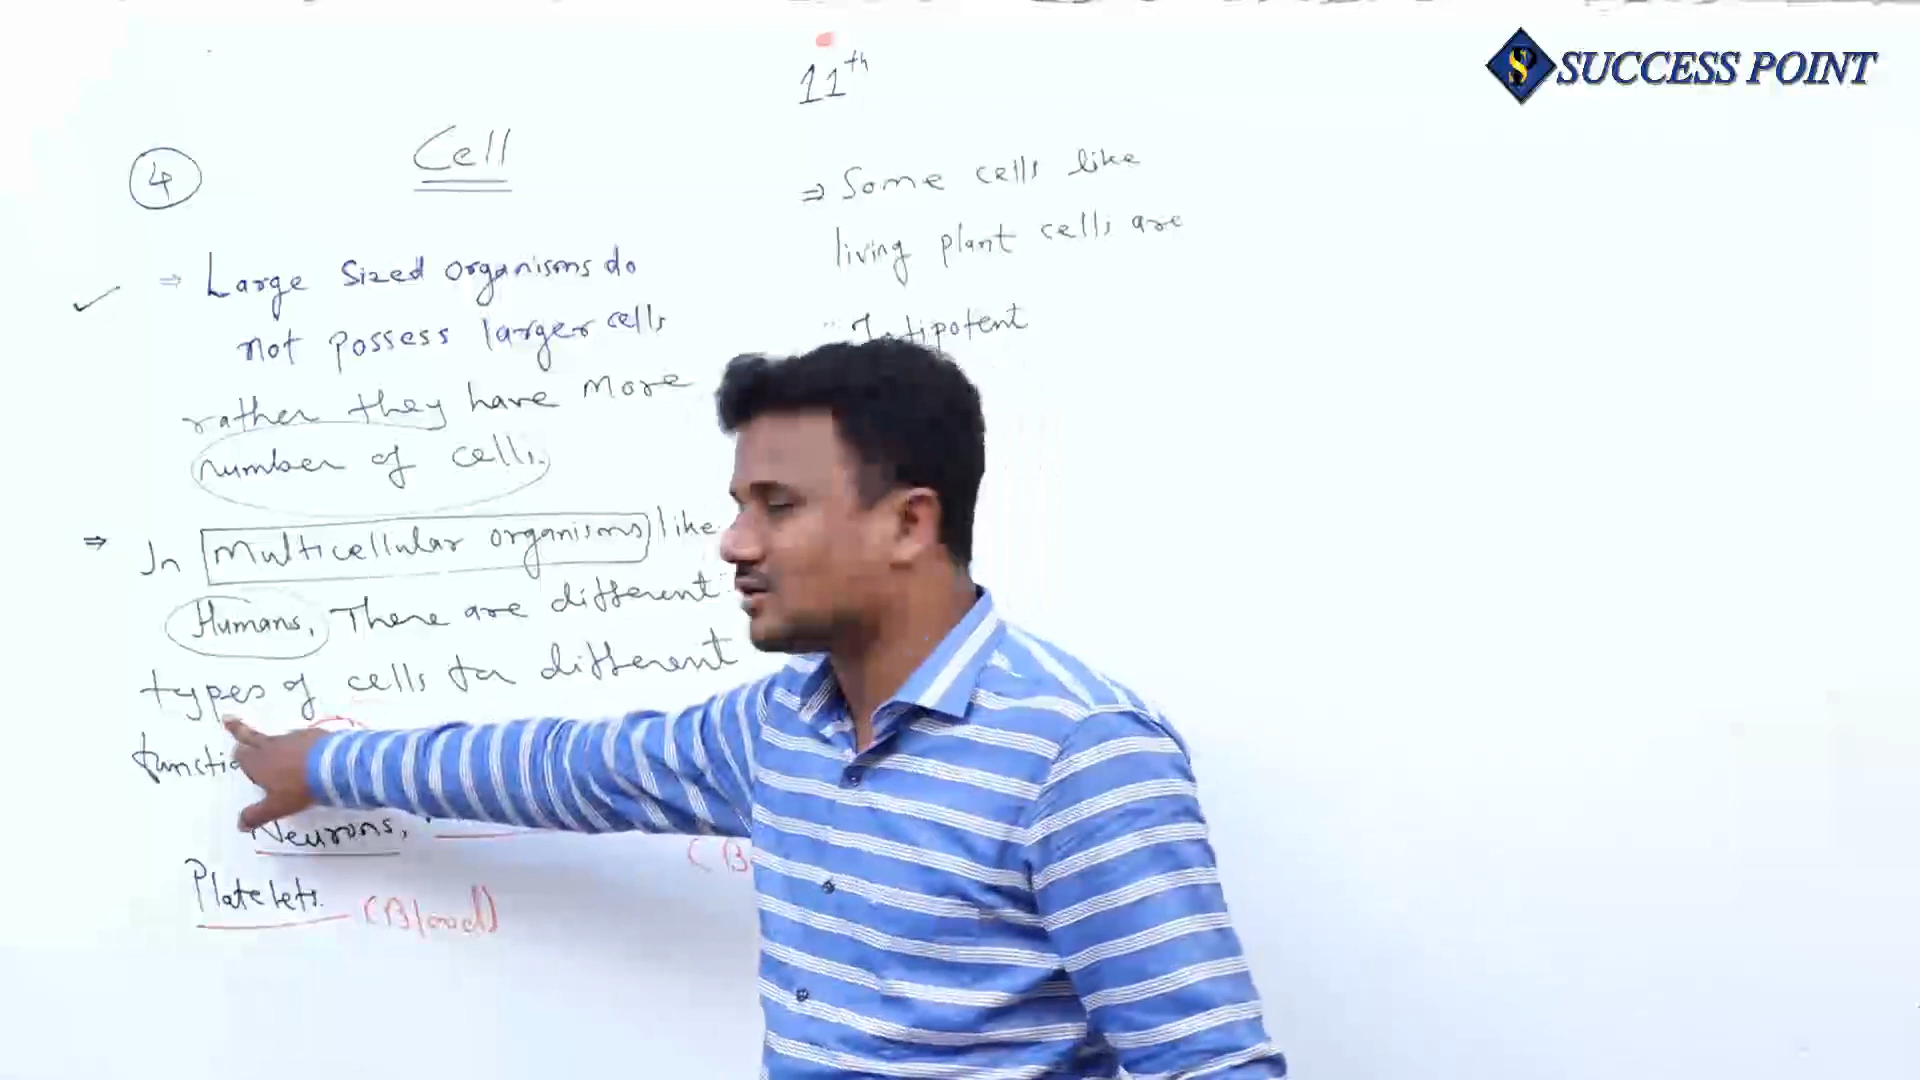 11th
SUCCESS POINT
4
Cell
⇒ Large sized organisms do
not possess larger cells
rather they have more
number of cells.
⇒ In Multicellular organisms like
Humans, There are different
types of cells for different
Neurons,
Platelets. (Blood)
⇒ Some cells like
living plant cells are